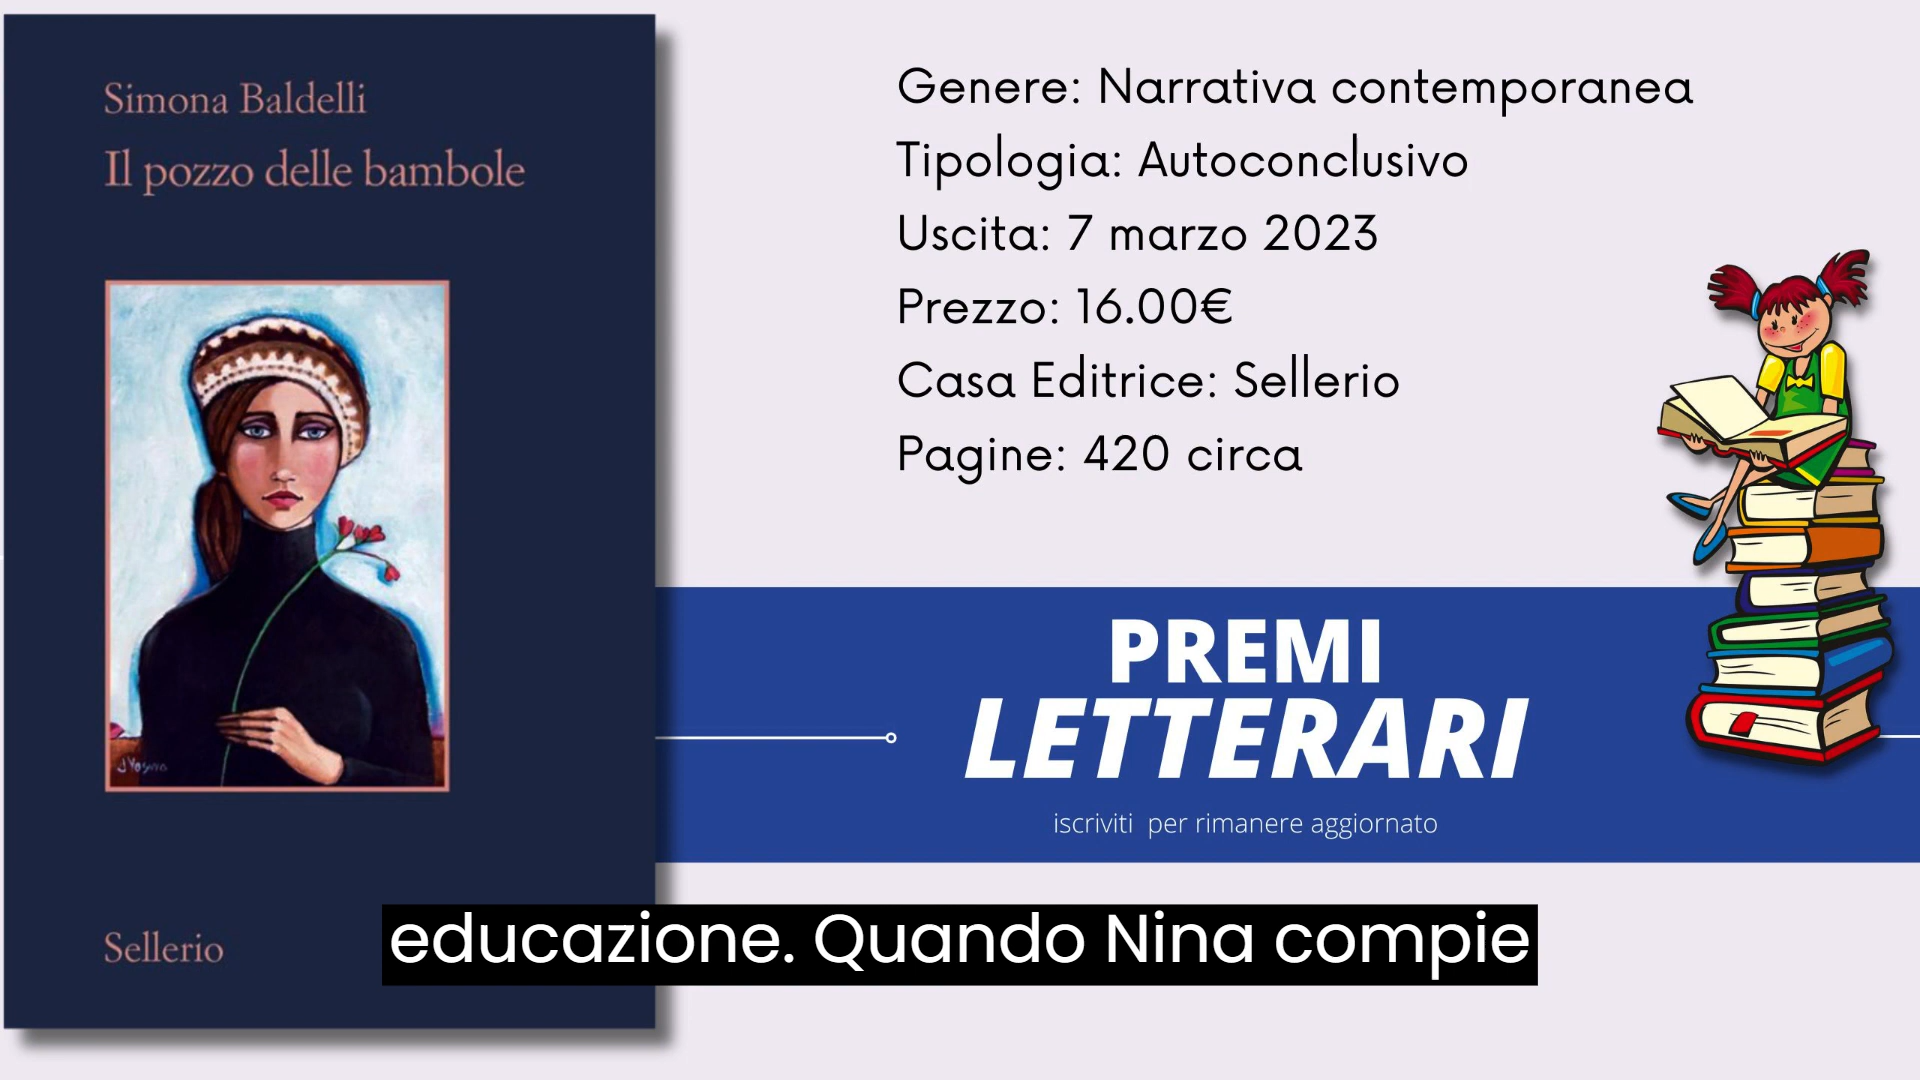 Simona Baldelli
Il pozzo delle bambole
Sellerio
Genere: Narrativa contemporanea
Tipologia: Autoconclusivo
Uscita: 7 marzo 2023
Prezzo: 16.00€
Casa Editrice: Sellerio
Pagine: 420 circa
PREMI
LETTERARI
iscriviti per rimanere aggiornato
educazione. Quando Nina compie